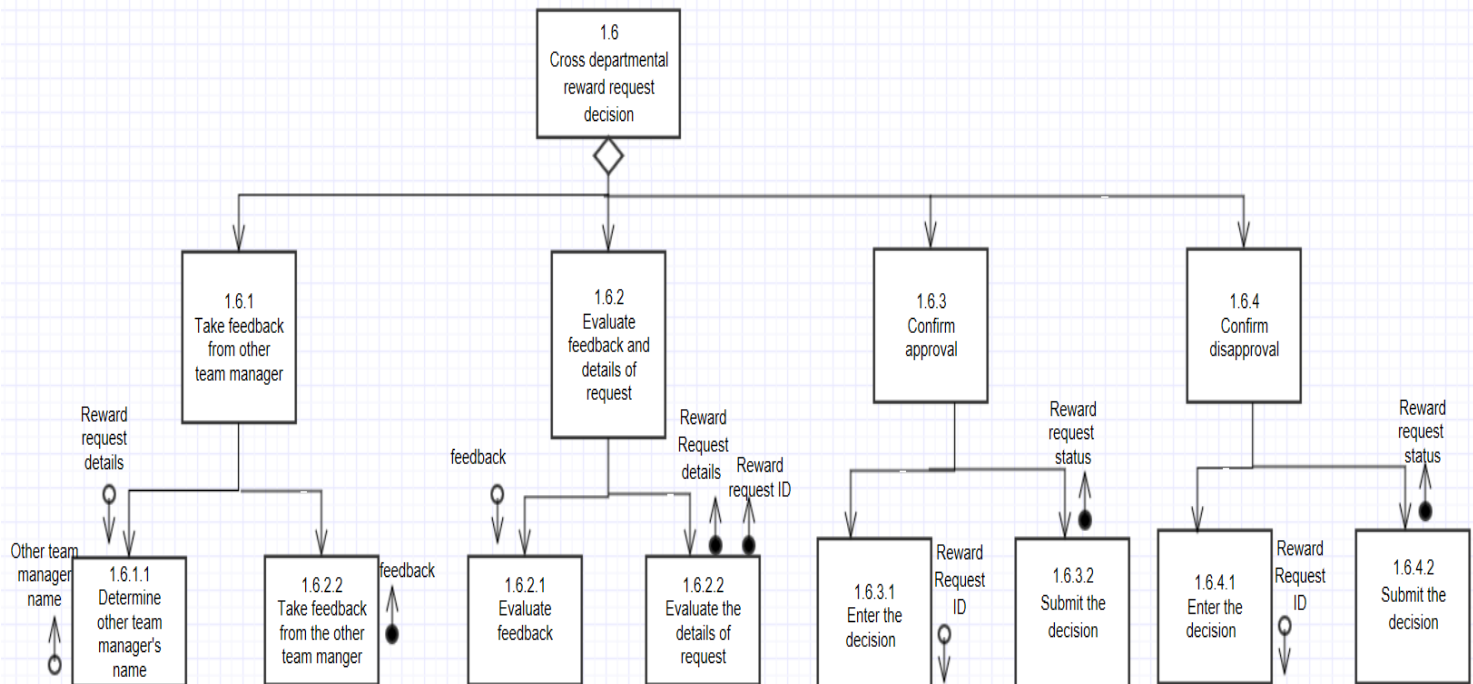 1.6
Cross departmental
reward request
decision
1.6.1
Take feedback
from other
team manager
1.6.2
Evaluate
feedback and
details of
request
1.6.3
Confirm
approval
1.6.4
Confirm
disapproval
Reward
request
details
feedback
Reward
Request
details
Reward
request ID
Reward
request
status
Reward
request
status
Other team
manager
name
1.6.1.1
Determine
other team
manager's
name
1.6.2.2
Take feedback
from the other
team manger
feedback
1.6.2.1
Evaluate
feedback
1.6.2.2
Evaluate the
details of
request
1.6.3.1
Enter the
decision
Reward
Request
ID
1.6.3.2
Submit the
decision
1.6.4.1
Enter the
decision
Reward
Request
ID
1.6.4.2
Submit the
decision